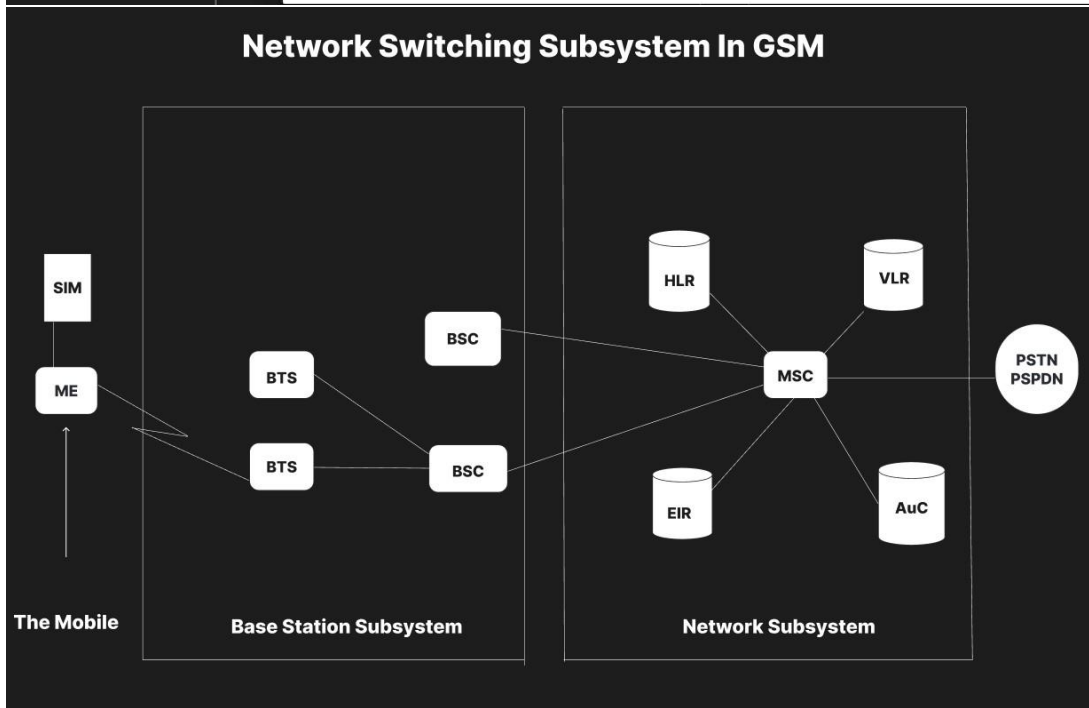 Network Switching Subsystem In GSM
SIM
ME
The Mobile
BTS
BTS
BSC
BSC
Base Station Subsystem
HLR
VLR
MSC
EIR
AuC
Network Subsystem
PSTN
PSPDN